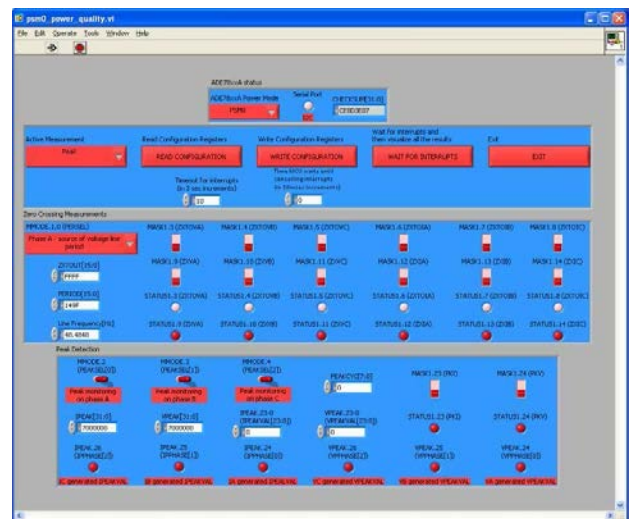 psm0_power_quality.vi
File Edit Operate Tools Window Help
ADE78xxA status
ADE78xxA Power Mode
Serial Port
PSM0
Active Measurement
Read Configuration Registers
Write Configuration Registers
Wait for interrupts and
then visualize all the results
Exit
Peak
READ CONFIGURATION
WRITE CONFIGURATION
WAIT FOR INTERRUPTS
EXIT
Timeout for interrupts
(in 3 sec increments)
10
0
Zero Crossing Measurements
MMODE.1,0 (PERSEL)
Phase A - source of voltage line
period
MASK1.3 (ZXTOVA)
MASK1.4 (ZXTOVB)
MASK1.5 (ZXTOVC)
MASK1.6 (ZXTOIA)
MASK1.7 (ZXTOIB)
MASK1.8 (ZXTOIC)
ZXTOUT[15:0]
FFFF
MASK1.9 (ZXVA)
MASK1.10 (ZXVB)
MASK1.11 (ZXVC)
MASK1.12 (ZXIA)
MASK1.13 (ZXIB)
MASK1.14 (ZXIC)
PERIOD[15:0]
149F
STATUS1.3 (ZXTOVA)
STATUS1.4 (ZXTOVB)
STATUS1.6 (ZXTOIA)
STATUS1.7 (ZXTOIB)
STATUS1.8 (ZXTOIC)
Line Frequency[Hz]
48.4848
STATUS1.9 (ZXVA)
STATUS1.10 (ZXVB)
STATUS1.11 (ZXVC)
STATUS1.12 (ZXIA)
STATUS1.13 (ZXIB)
STATUS1.14 (ZXIC)
Peak Detection
MMODE.2
(PEAKSEL[0])
MMODE.3
(PEAKSEL[1])
MMODE.4
(PEAKSEL[2])
Peak monitoring
on phase A
Peak monitoring
on phase B
Peak monitoring
on phase C
PEAKCYC[7:0]
0
MASK1.23 (PKI)
MASK1.24 (PKV)
IPEAK[31:0]
7000000
VPEAK[31:0]
7000000
IPEAK.23-0
(IPEAKVAL[23:0])
0
VPEAK.23-0
(VPEAKVAL[23:0])
0
STATUS1.23 (PKI)
STATUS1.24 (PKV)
IPEAK.26
(IPPHASE[2])
IPEAK.25
(IPPHASE[1])
IPEAK.24
(IPPHASE[0])
VPEAK.26
(VPPHASE[2])
VPEAK.25
(VPPHASE[1])
VPEAK.24
(VPPHASE[0])
IC generated IPEAKVAL
IB generated IPEAKVAL
IA generated IPEAKVAL
VC generated VPEAKVAL
VB generated VPEAKVAL
VA generated VPEAKVAL